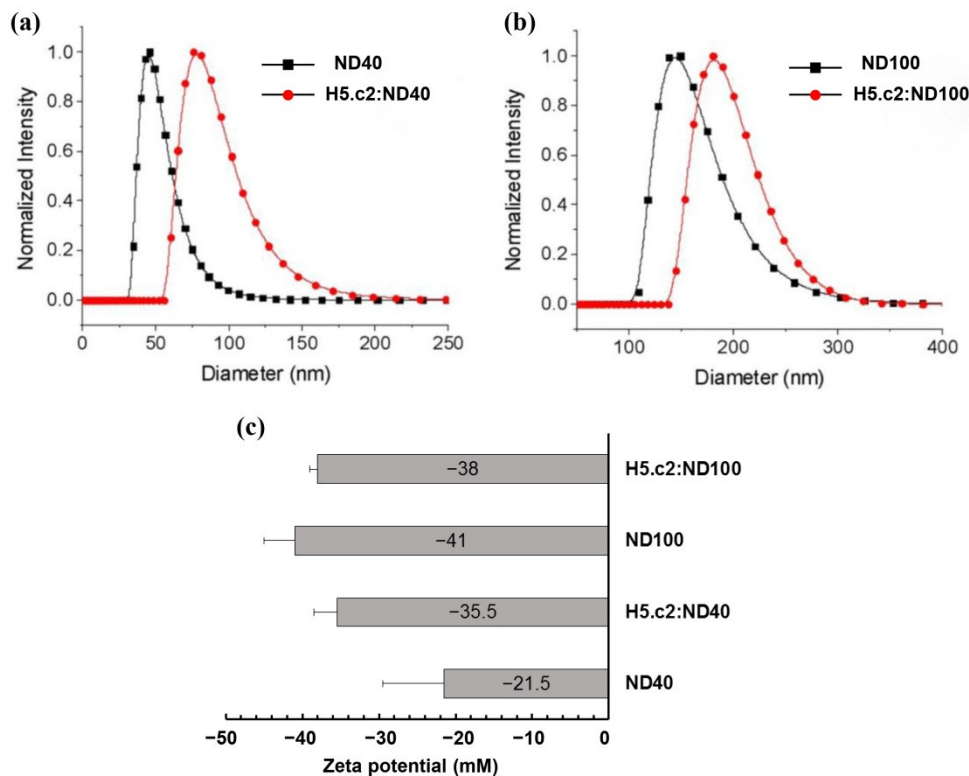 (a)
ND40
H5.c2:ND40
Normalized Intensity
1.0
0.8
0.6
0.4
0.2
0.0
0 50 100 150 200 250
Diameter (nm)
(b)
ND100
H5.c2:ND100
Normalized Intensity
1.0
0.8
0.6
0.4
0.2
0.0
100 200 300 400
Diameter (nm)
(c)
−38 H5.c2:ND100
−41 ND100
−35.5 H5.c2:ND40
−21.5 ND40
−50 −40 −30 −20 −10 0
Zeta potential (mM)